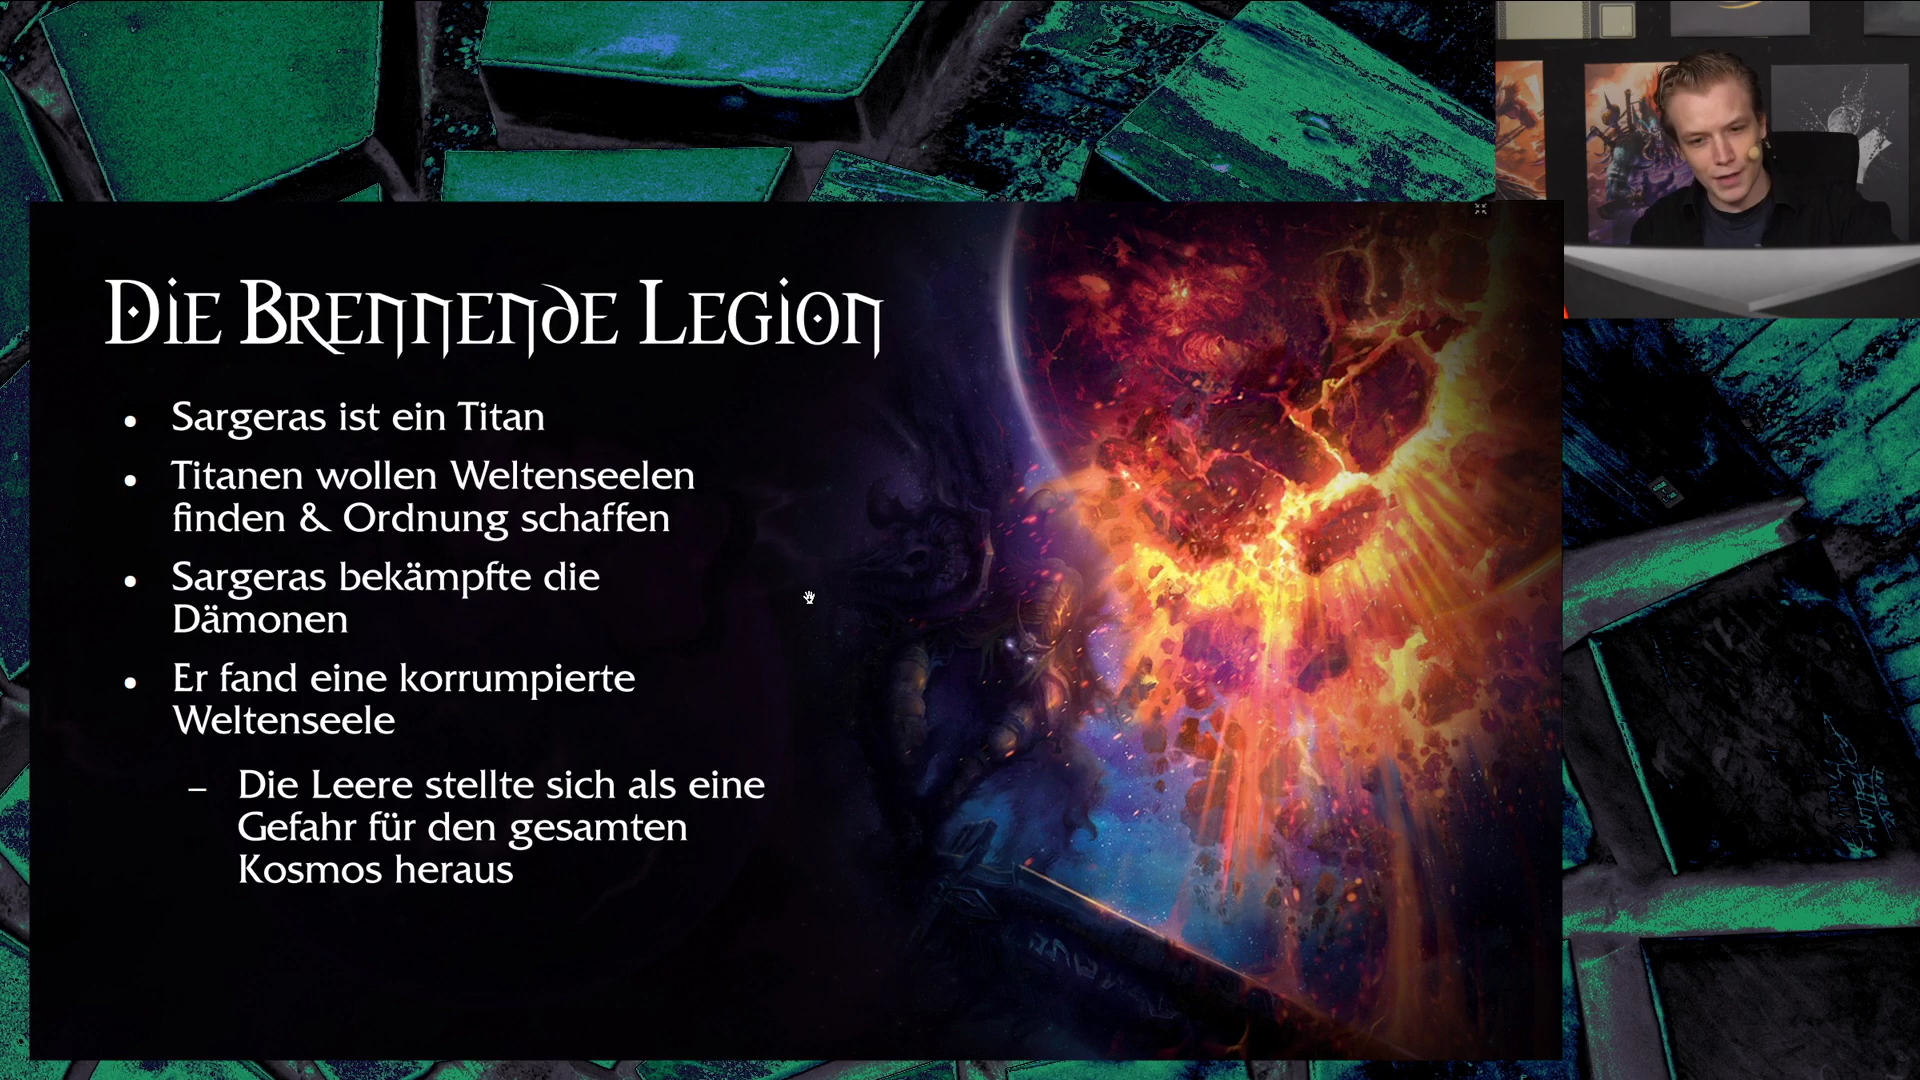 Die Brennende Legion
• Sargeras ist ein Titan
• Titanen wollen Weltenseelen
finden & Ordnung schaffen
• Sargeras bekämpfte die
Dämonen
• Er fand eine korrumpierte
Weltenseele
– Die Leere stellte sich als eine
Gefahr für den gesamten
Kosmos heraus